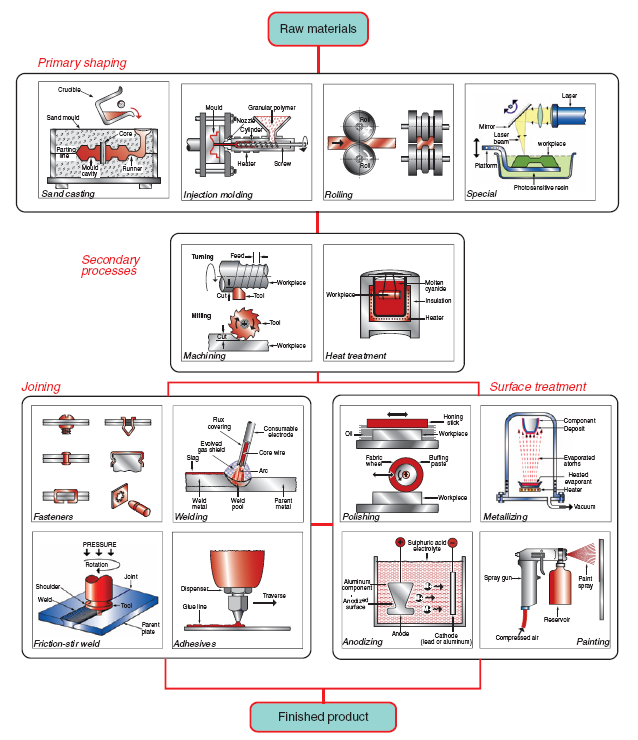 Raw materials
Primary shaping
Crucible
Sand mould
Core
Parting
line
Mould
cavity
Runner
Sand casting
Mould
Granular polymer
Nozzle
Cylinder
Heater
Screw
Injection molding
Roll
Roll
Rolling
Laser
Mirror
Laser
beam
workpiece
Platform
Photosensitive resin
Special
Secondary
processes
Turning
Feed
Workpiece
Cut
Tool
Milling
Tool
Cut
Workpiece
Machining
Molten
cyanide
Workpiece
Insulation
Heater
Heat treatment
Joining
Surface treatment
Fasteners
Flux
covering
Consumable
electrode
Evolved
gas shield
Core wire
Slag
Arc
Weld
metal
Weld
pool
Parent
metal
Welding
Honing
stick
Oil
Workpiece
Fabric
wheel
Buffing
paste
Workpiece
Polishing
Component
Deposit
Evaporated
atoms
Heated
evaporant
Heater
Vacuum
Metallizing
PRESSURE
Rotation
Shoulder
Joint
Weld
Tool
Parent
plate
Friction-stir weld
Dispenser
Traverse
Glue line
Adhesives
+
−
Sulphuric acid
electrolyte
Aluminum
component
Anodized
surface
Anode
Cathode
(lead or aluminum)
Anodizing
Spray gun
Paint
spray
Reservoir
Compressed air
Painting
Finished product